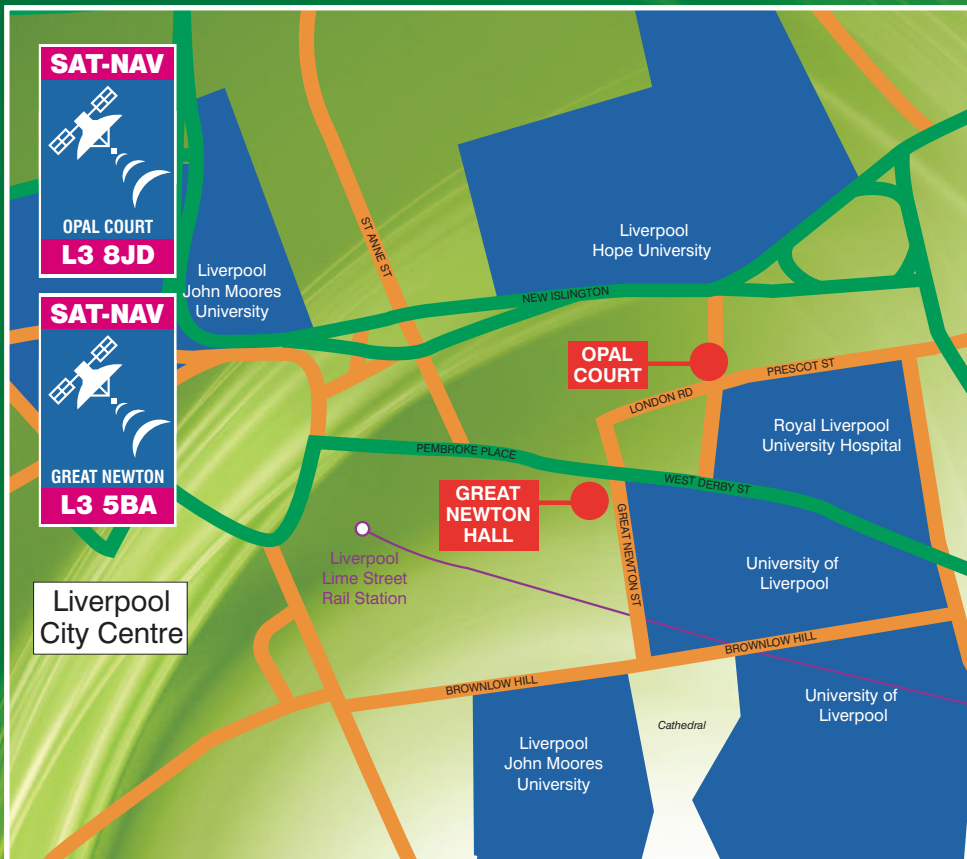 SAT-NAV
OPAL COURT
L3 8JD
SAT-NAV
GREAT NEWTON
L3 5BA
Liverpool
City Centre
Liverpool
John Moores
University
ST ANNE ST
Liverpool
Hope University
NEW ISLINGTON
OPAL
COURT
LONDON RD
PRESCOT ST
Royal Liverpool
University Hospital
PEMBROKE PLACE
WEST DERBY ST
GREAT
NEWTON
HALL
GREAT NEWTON ST
Liverpool
Lime Street
Rail Station
University of
Liverpool
BROWNLOW HILL
BROWNLOW HILL
Cathedral
University of
Liverpool
Liverpool
John Moores
University